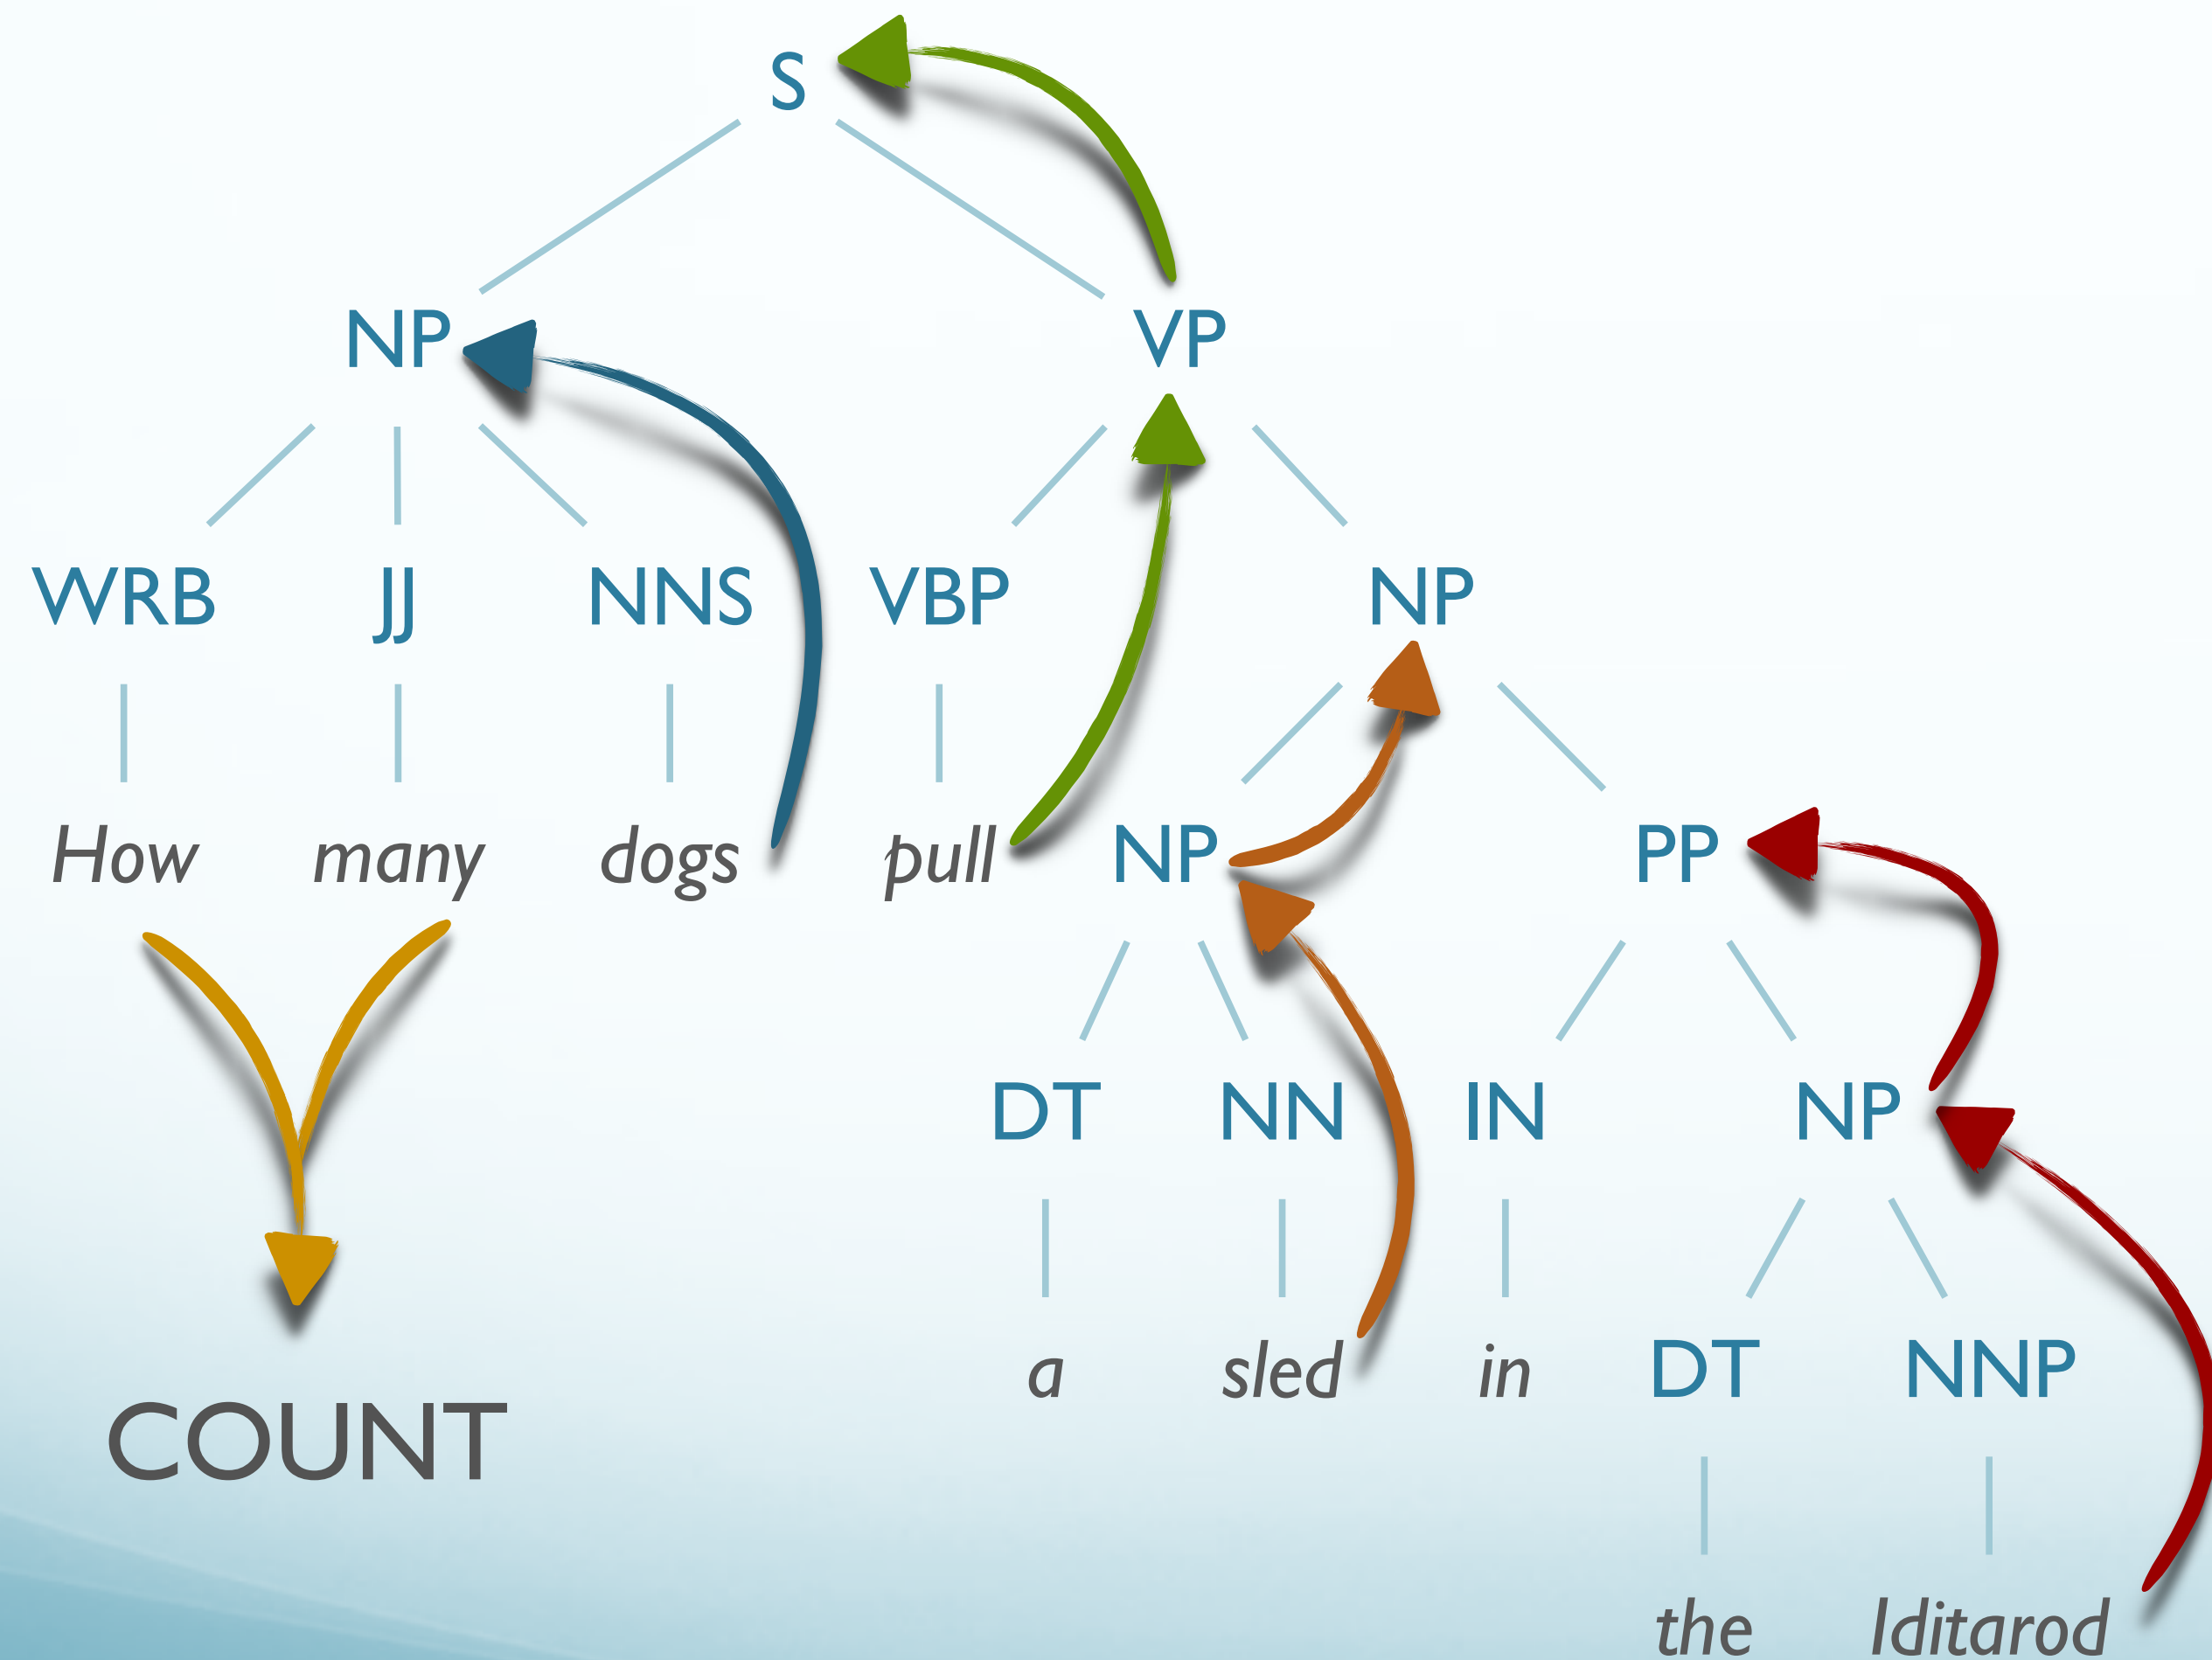 S
NP VP
WRB JJ NNS VBP NP
How many dogs pull NP PP
DT NN IN NP
a sled in DT NNP
COUNT
the Iditarod